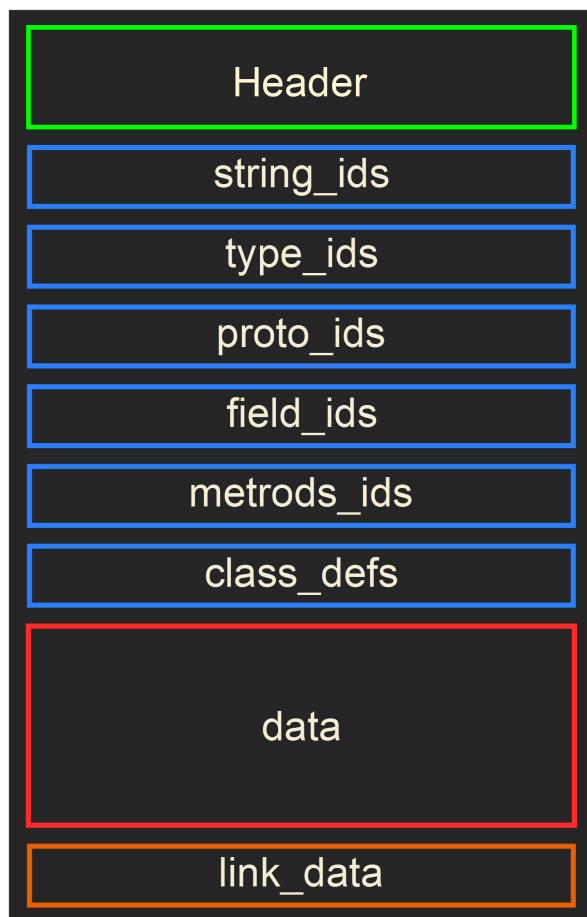 Header
string_ids
type_ids
proto_ids
field_ids
metrods_ids
class_defs
data
link_data